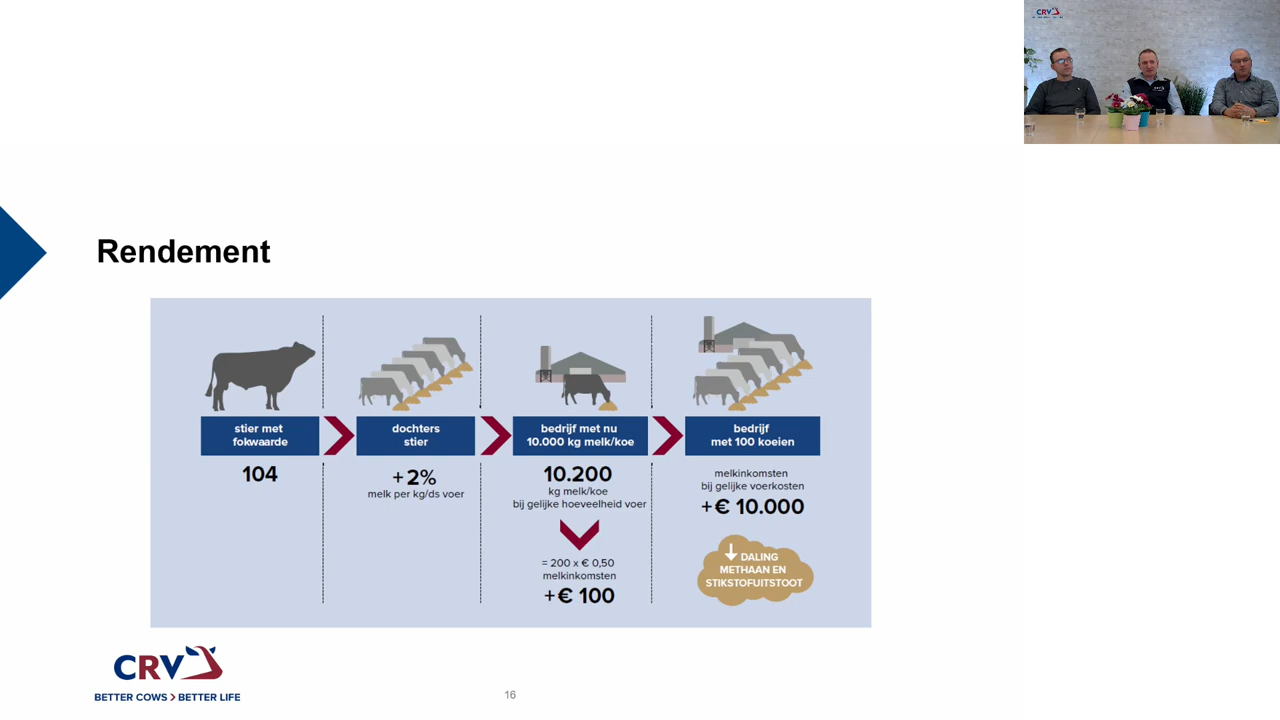 CRV
Rendement
stier met
fokwaarde
104
dochters
stier
+2%
melk per kg/ds voer
bedrijf met nu
10.000 kg melk/koe
10.200
kg melk/koe
bij gelijke hoeveelheid voer
= 200 x € 0,50
melkinkomsten
+€ 100
bedrijf
met 100 koeien
melkinkomsten
bij gelijke voerkosten
+€ 10.000
DALING
METHAAN EN
STIKSTOFUITSTOOT
CRV
BETTER COWS > BETTER LIFE
16